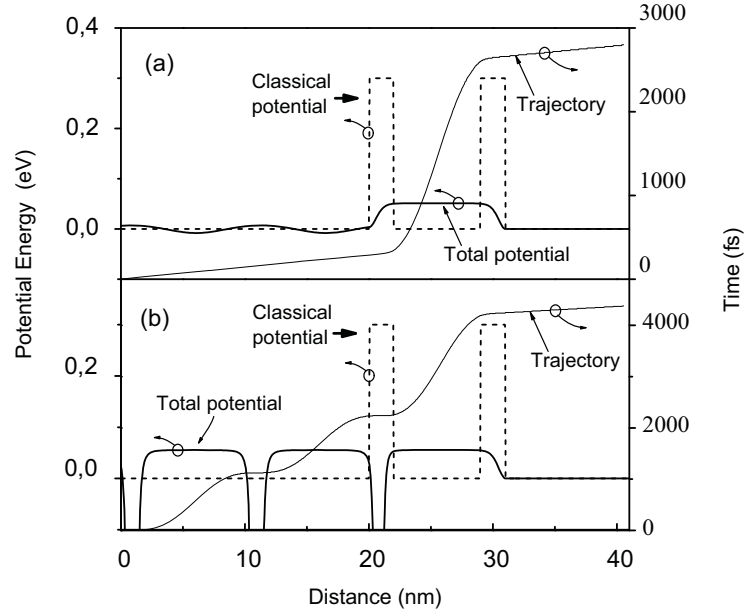 0,4
(a)
3000
Classical
potential
Trajectory
2000
0,2
900
Total potential
0,0
0
Potential Energy (eV)
Time (fs)
(b)
Classical
potential
4000
Trajectory
0,2
Total potential
2000
0,0
0
0
10
20
30
40
Distance (nm)